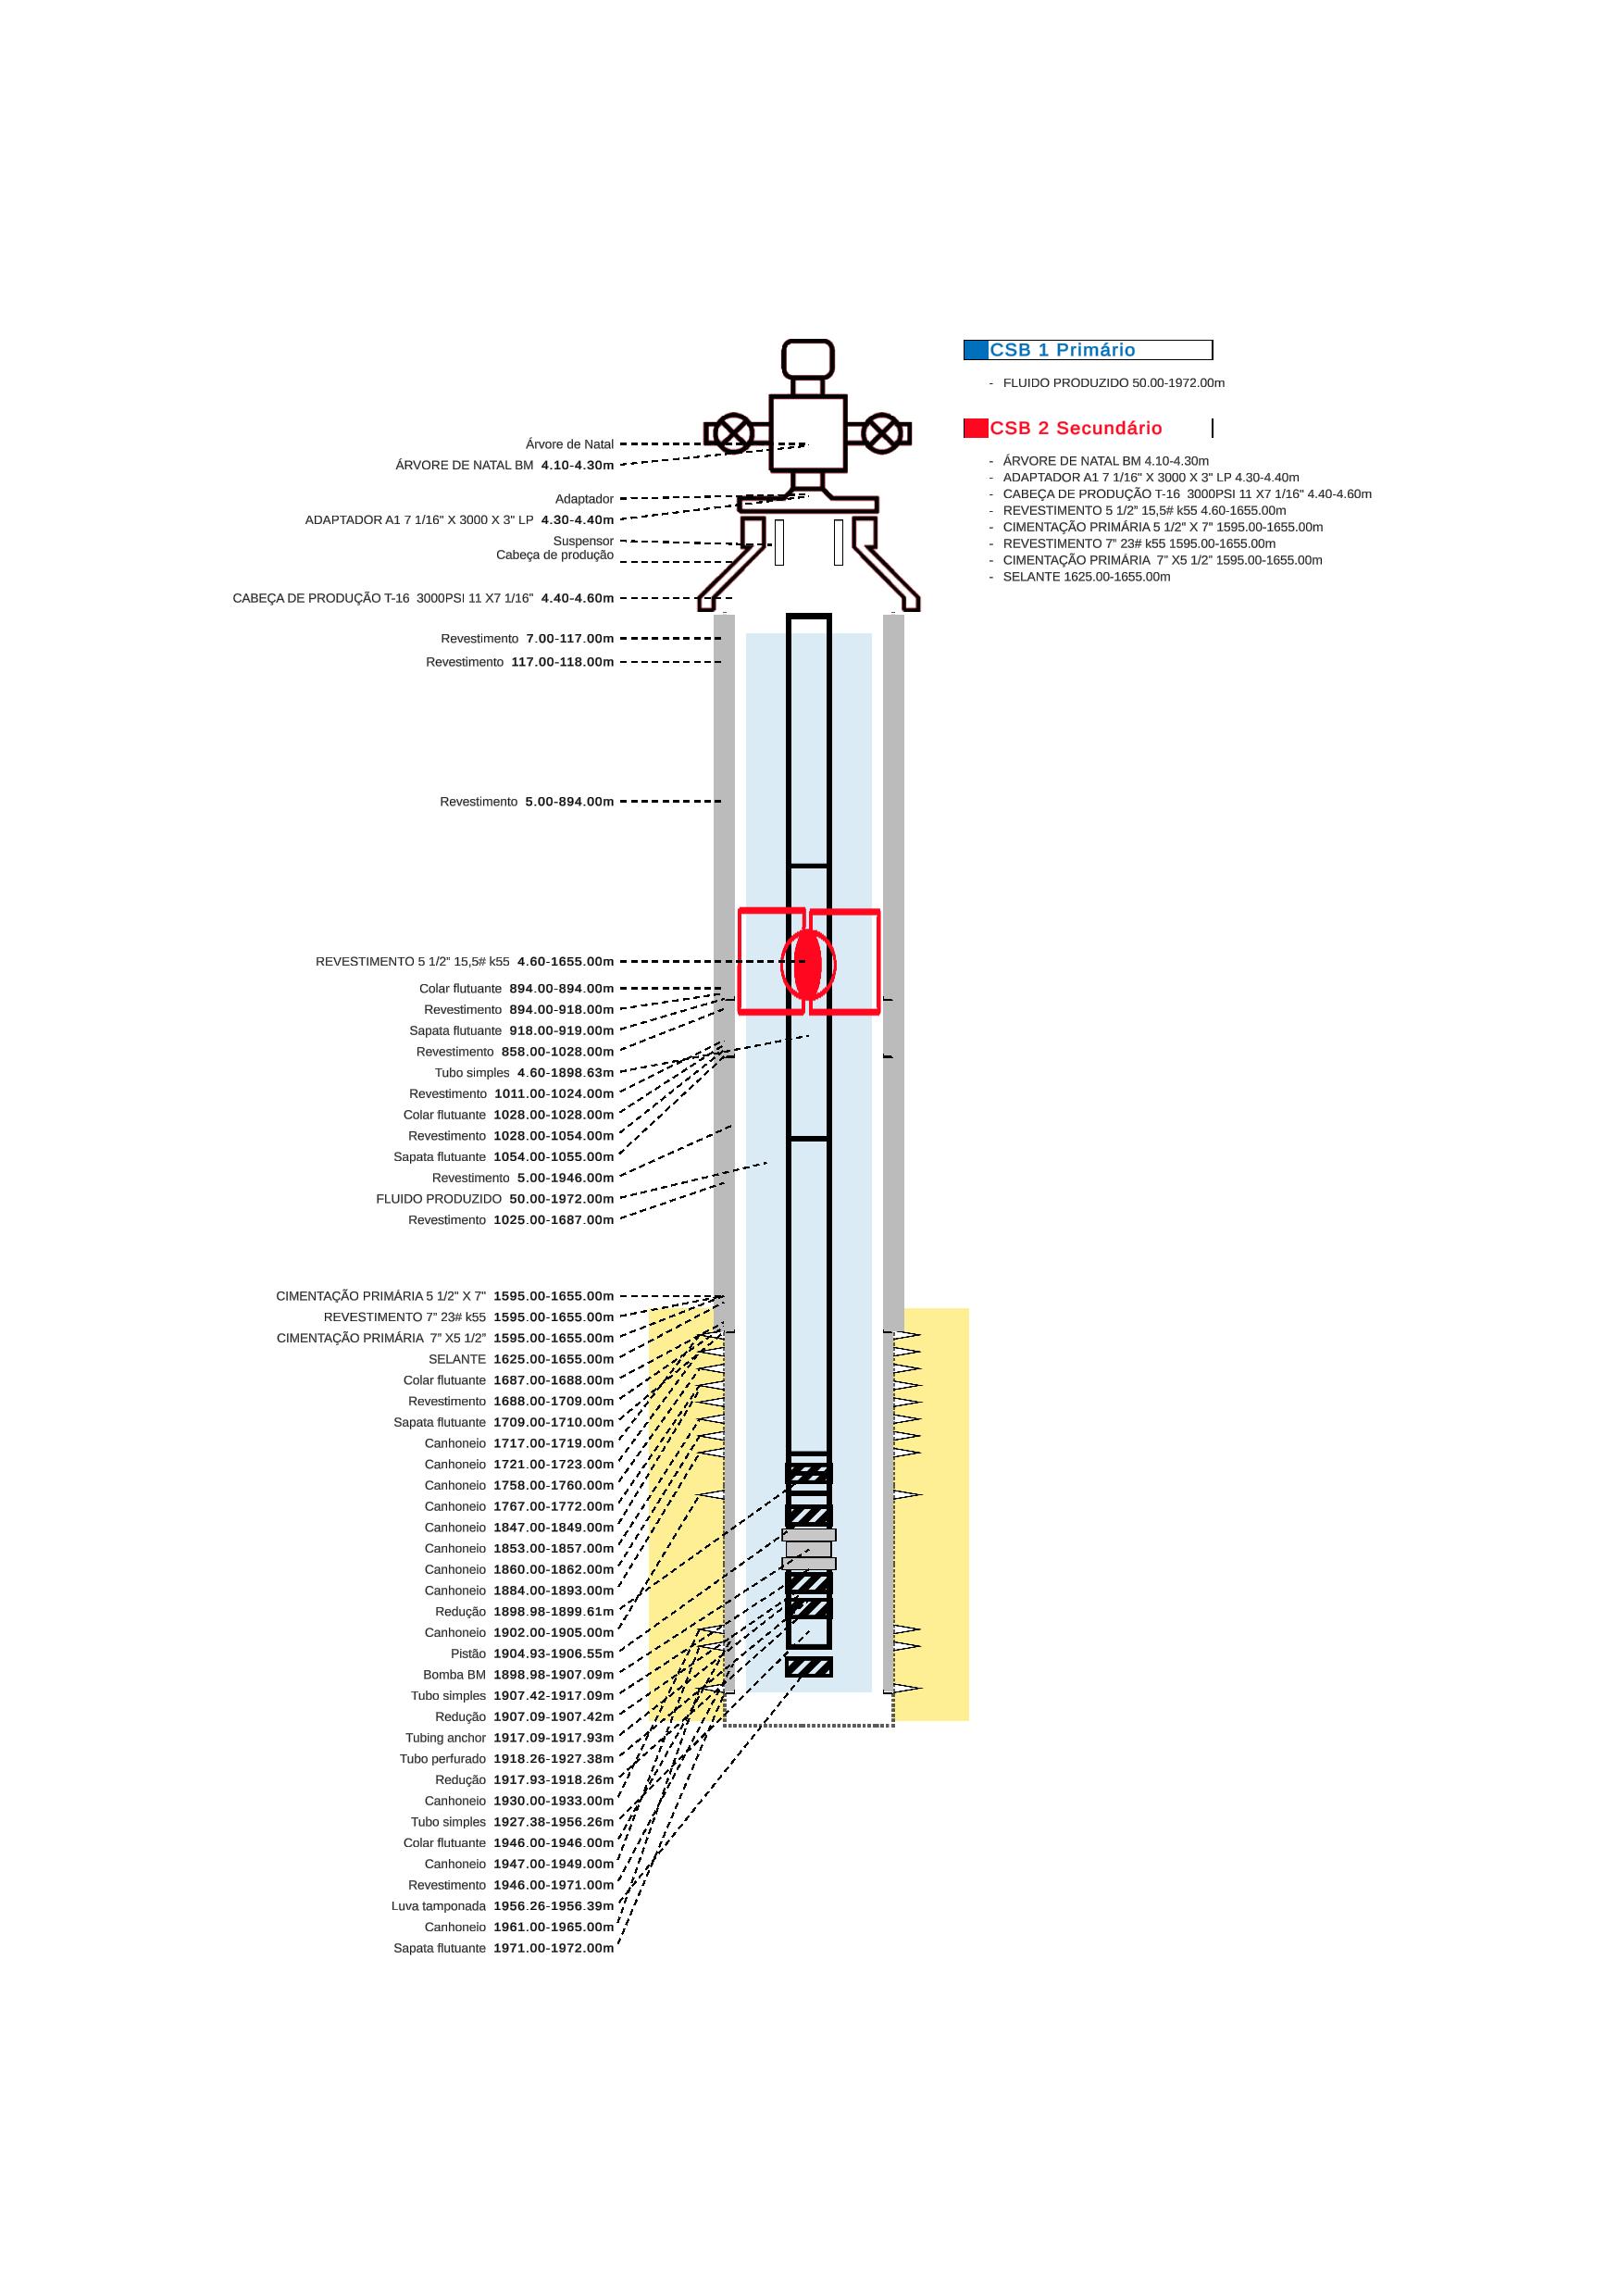 CSB 1 Primário
- FLUIDO PRODUZIDO 50.00-1972.00m
CSB 2 Secundário
- ÁRVORE DE NATAL BM 4.10-4.30m
- ADAPTADOR A1 7 1/16" X 3000 X 3" LP 4.30-4.40m
- CABEÇA DE PRODUÇÃO T-16 3000PSI 11 X7 1/16" 4.40-4.60m
- REVESTIMENTO 5 1/2" 15,5# k55 4.60-1655.00m
- CIMENTAÇÃO PRIMÁRIA 5 1/2" X 7" 1595.00-1655.00m
- REVESTIMENTO 7" 23# k55 1595.00-1655.00m
- CIMENTAÇÃO PRIMÁRIA 7" X5 1/2" 1595.00-1655.00m
- SELANTE 1625.00-1655.00m
Árvore de Natal
ÁRVORE DE NATAL BM 4.10-4.30m
Adaptador
ADAPTADOR A1 7 1/16" X 3000 X 3" LP 4.30-4.40m
Suspensor
Cabeça de produção
CABEÇA DE PRODUÇÃO T-16 3000PSI 11 X7 1/16" 4.40-4.60m
Revestimento 7.00-117.00m
Revestimento 117.00-118.00m
Revestimento 5.00-894.00m
REVESTIMENTO 5 1/2" 15,5# k55 4.60-1655.00m
Colar flutuante 894.00-894.00m
Revestimento 894.00-918.00m
Sapata flutuante 918.00-919.00m
Revestimento 858.00-1028.00m
Tubo simples 4.60-1898.63m
Revestimento 1011.00-1024.00m
Colar flutuante 1028.00-1028.00m
Revestimento 1028.00-1054.00m
Sapata flutuante 1054.00-1055.00m
Revestimento 5.00-1946.00m
FLUIDO PRODUZIDO 50.00-1972.00m
Revestimento 1025.00-1687.00m
CIMENTAÇÃO PRIMÁRIA 5 1/2" X 7" 1595.00-1655.00m
REVESTIMENTO 7" 23# k55 1595.00-1655.00m
CIMENTAÇÃO PRIMÁRIA 7" X5 1/2" 1595.00-1655.00m
SELANTE 1625.00-1655.00m
Colar flutuante 1687.00-1688.00m
Revestimento 1688.00-1709.00m
Sapata flutuante 1709.00-1710.00m
Canhoneio 1717.00-1719.00m
Canhoneio 1721.00-1723.00m
Canhoneio 1758.00-1760.00m
Canhoneio 1767.00-1772.00m
Canhoneio 1847.00-1849.00m
Canhoneio 1853.00-1857.00m
Canhoneio 1860.00-1862.00m
Canhoneio 1884.00-1893.00m
Redução 1898.98-1899.61m
Canhoneio 1902.00-1905.00m
Pistão 1904.93-1906.55m
Bomba BM 1898.98-1907.09m
Tubo simples 1907.42-1917.09m
Redução 1907.09-1907.42m
Tubing anchor 1917.09-1917.93m
Tubo perfurado 1918.26-1927.38m
Redução 1917.93-1918.26m
Canhoneio 1930.00-1933.00m
Tubo simples 1927.38-1956.26m
Colar flutuante 1946.00-1946.00m
Canhoneio 1947.00-1949.00m
Revestimento 1946.00-1971.00m
Luva tamponada 1956.26-1956.39m
Canhoneio 1961.00-1965.00m
Sapata flutuante 1971.00-1972.00m